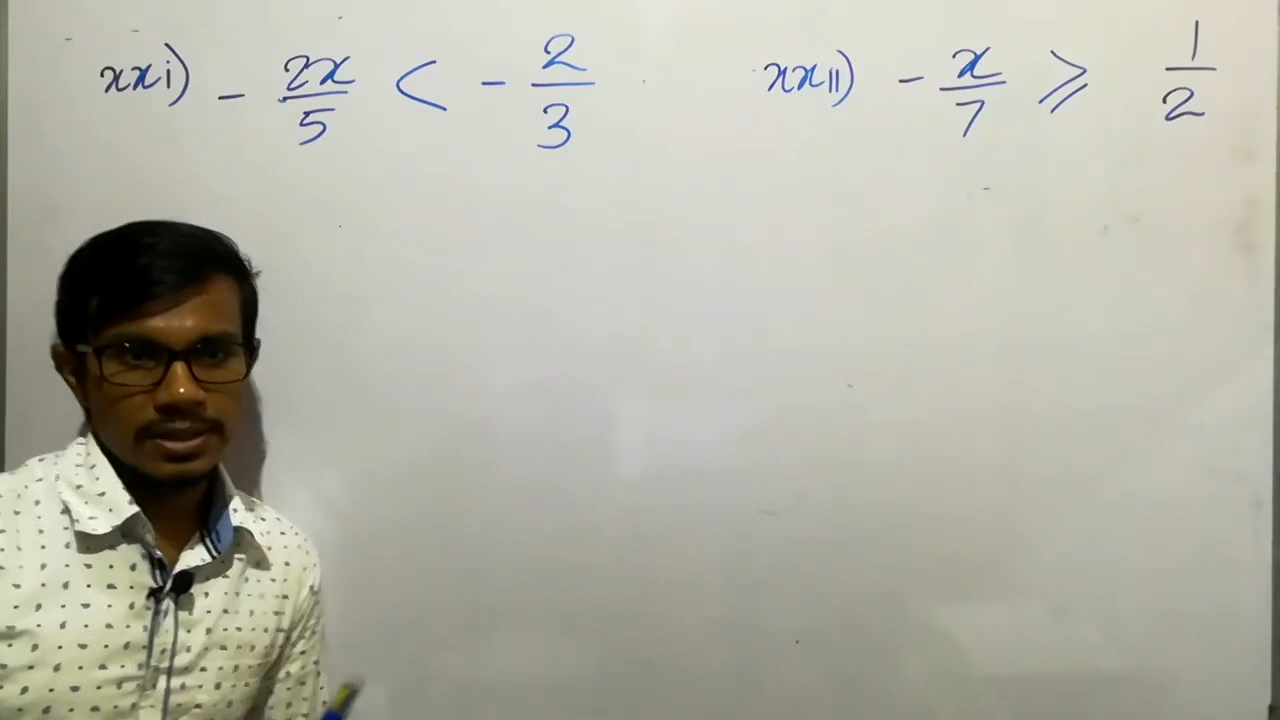 xxi) - 2x/5 < - 2/3
xxii) - x/7 ⩾ 1/2